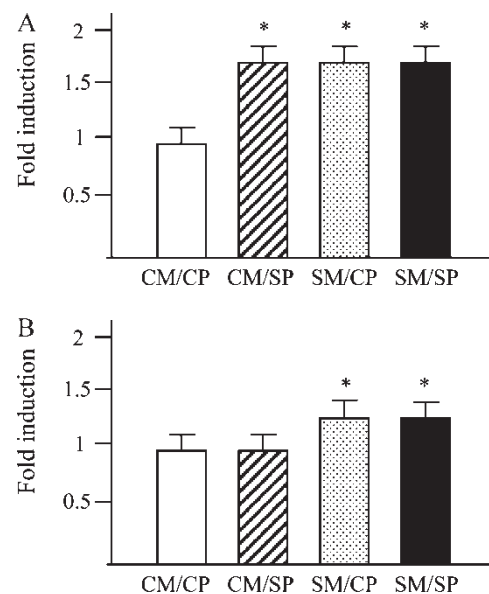 A
Fold induction
2
1.5
1
0.5
* * *
CM/CP CM/SP SM/CP SM/SP
B
Fold induction
2
1.5
1
0.5
* *
CM/CP CM/SP SM/CP SM/SP